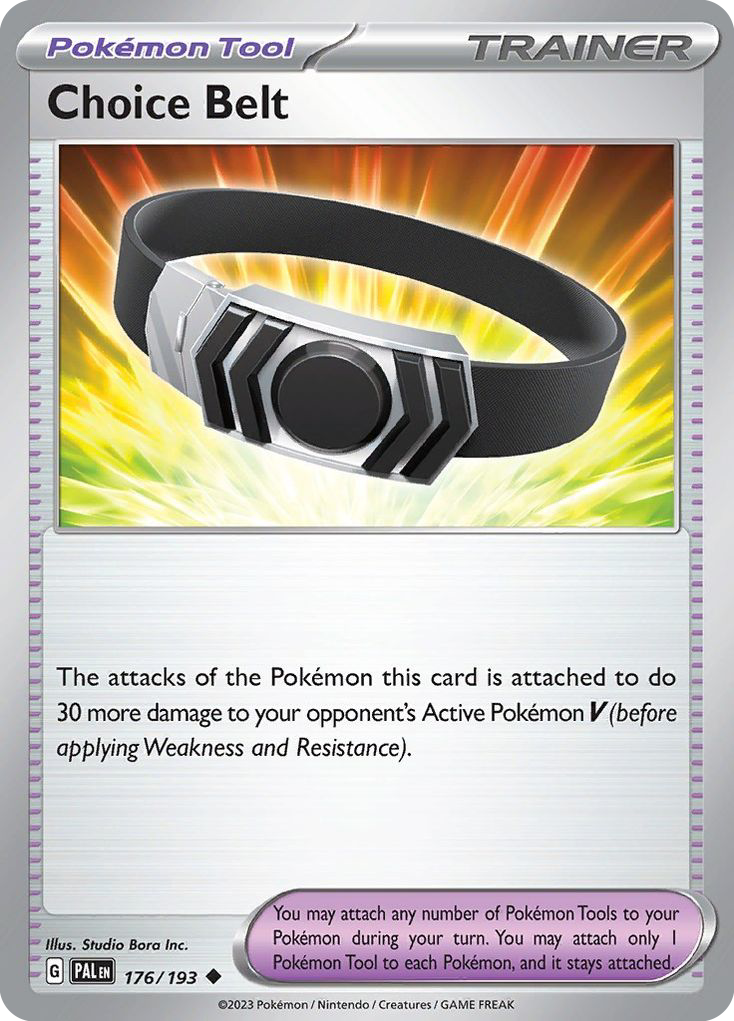 Pokémon Tool
TRAINER
Choice Belt
The attacks of the Pokémon this card is attached to do
30 more damage to your opponent's Active Pokémon V (before
applying Weakness and Resistance).
You may attach any number of Pokémon Tools to your
Pokémon during your turn. You may attach only 1
Pokémon Tool to each Pokémon, and it stays attached.
Illus. Studio Bora Inc.
G PAL EN 176/193
©2023 Pokémon / Nintendo / Creatures / GAME FREAK